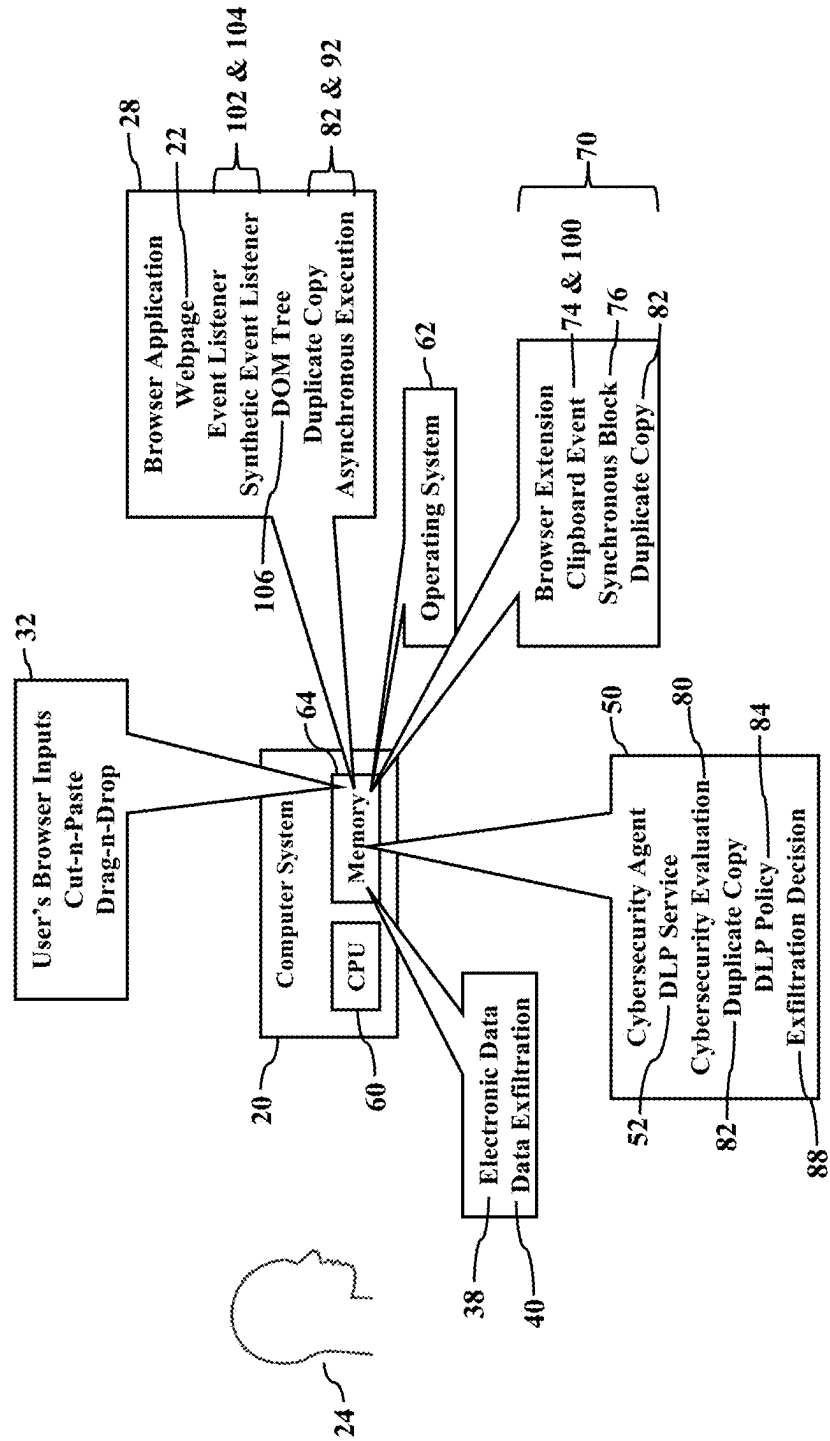 32
User's Browser Inputs
Cut-n-Paste
Drag-n-Drop
28
Browser Application
Webpage 22
Event Listener
Synthetic Event Listener
102 & 104
106 DOM Tree
Duplicate Copy
Asynchronous Execution
82 & 92
20
Computer System
64
CPU Memory
60
24
62
Operating System
38 Electronic Data
40 Data Exfiltration
70
Browser Extension
Clipboard Event 74 & 100
Synchronous Block 76
Duplicate Copy 82
50
Cybersecurity Agent
52 DLP Service
Cybersecurity Evaluation 80
82 Duplicate Copy
DLP Policy 84
88 Exfiltration Decision